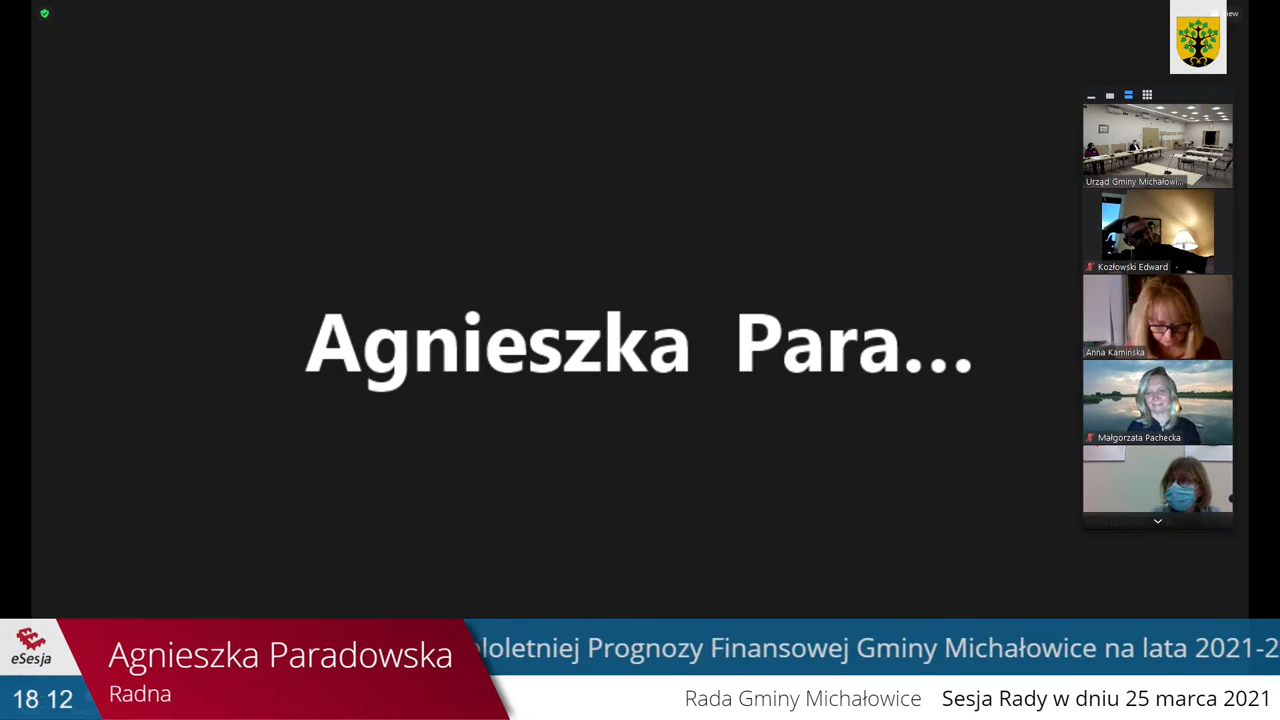 View
Urząd Gminy Michałowi...
Kozłowski Edward
Anna Kamińska
Małgorzata Pachecka
Agnieszka Para...
eSesja
Agnieszka Paradowska
Radna
18 12
ololetniej Prognozy Finansowej Gminy Michałowice na lata 2021-2
Rada Gminy Michałowice
Sesja Rady w dniu 25 marca 2021